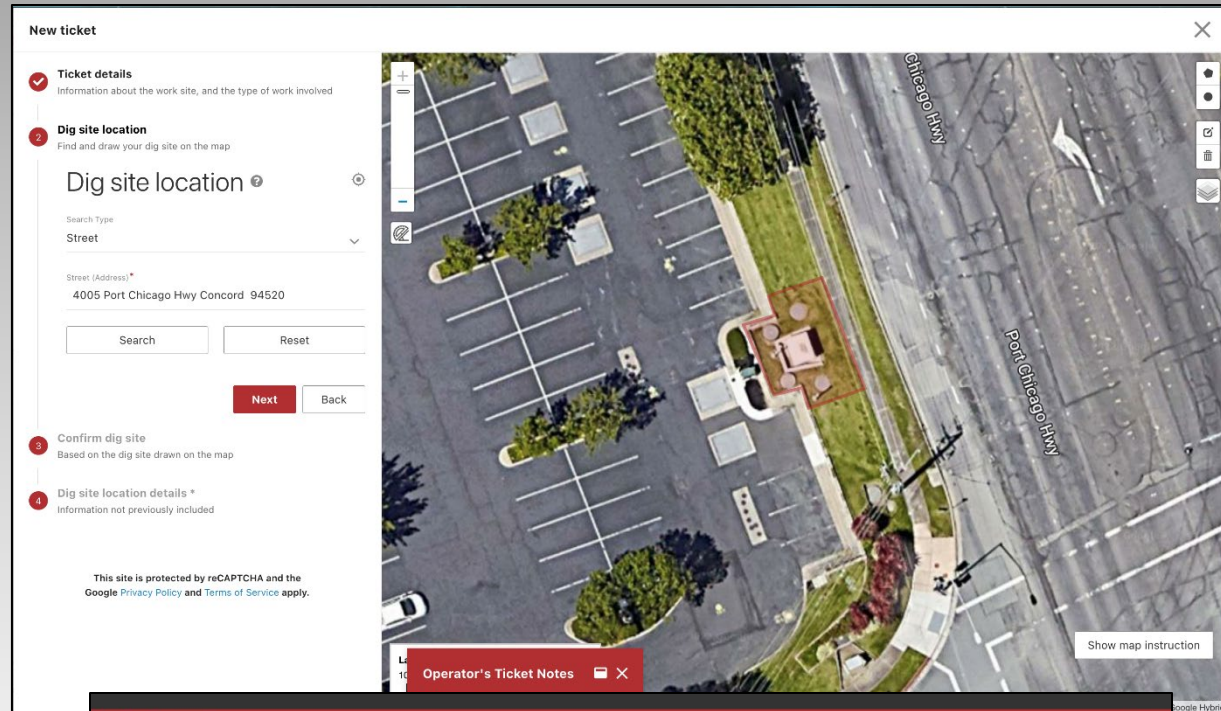 New ticket
Ticket details
Information about the work site, and the type of work involved
2
Dig site location
Find and draw your dig site on the map
Dig site location
Search Type
Street
Street (Address)*
4005 Port Chicago Hwy Concord 94520
Search
Reset
Next
Back
3
Confirm dig site
Based on the dig site drawn on the map
4
Dig site location details *
Information not previously included
This site is protected by reCAPTCHA and the
Google Privacy Policy and Terms of Service apply.
Chicago Hwy
Port Chicago Hwy
Show map instruction
Operator's Ticket Notes